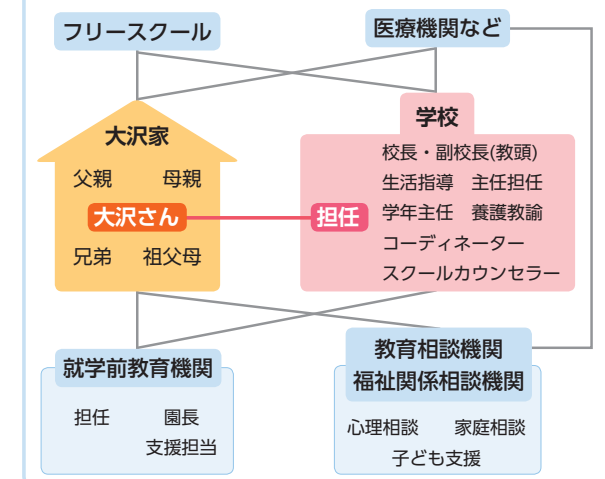 フリースクール
医療機関など
大沢家
父親　母親
大沢さん
兄弟　祖父母
学校
校長・副校長(教頭)
生活指導　主任担任
担任
学年主任　養護教諭
コーディネーター
スクールカウンセラー
就学前教育機関
担任　園長
支援担当
教育相談機関
福祉関係相談機関
心理相談　家庭相談
子ども支援